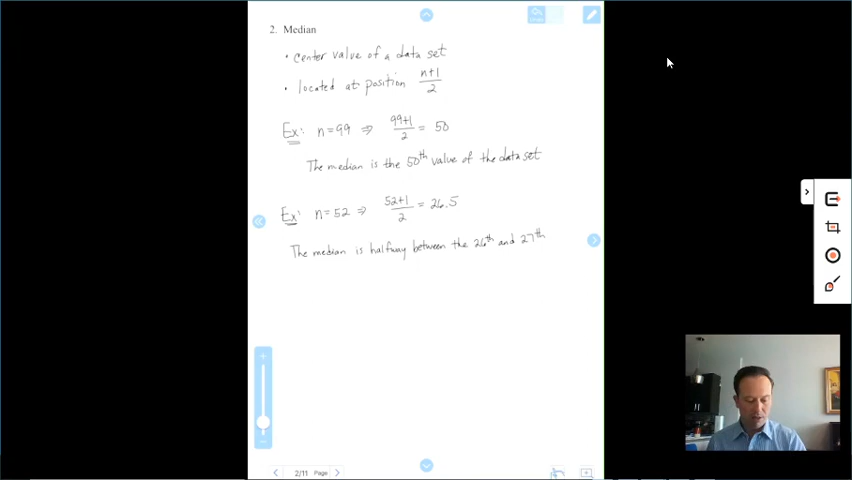 2. Median
• center value of a data set
• located at position n+1/2
Ex: n=99 ⇒ 99+1/2 = 50
The median is the 50th value of the data set
Ex: n=52 ⇒ 52+1/2 = 26.5
The median is halfway between the 26th and 27th
2/11 Page